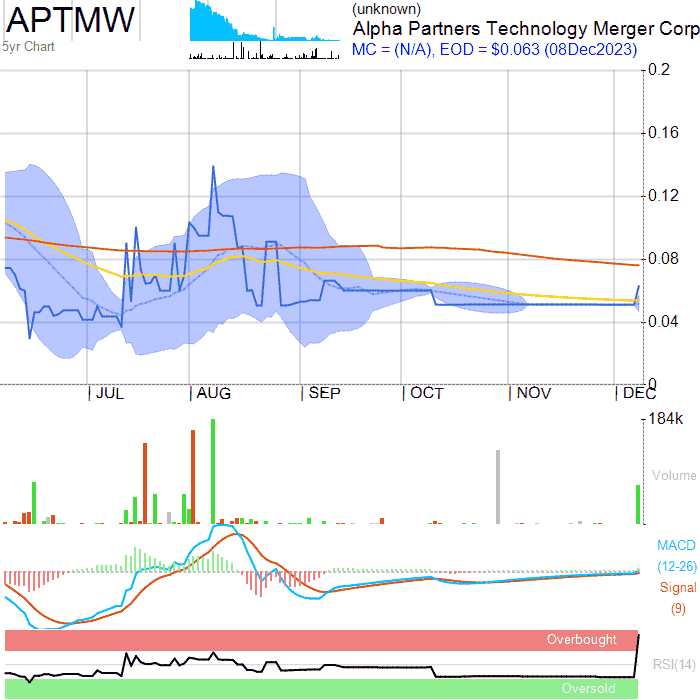 APTMW
5yr Chart
(unknown)
Alpha Partners Technology Merger Corp
MC = (N/A), EOD = $0.063 (08Dec2023)
0.2
0.16
0.12
0.08
0.04
0
JUL AUG SEP OCT NOV DEC
184k
Volume
MACD
(12-26)
Signal
(9)
Overbought
RSI(14)
Oversold